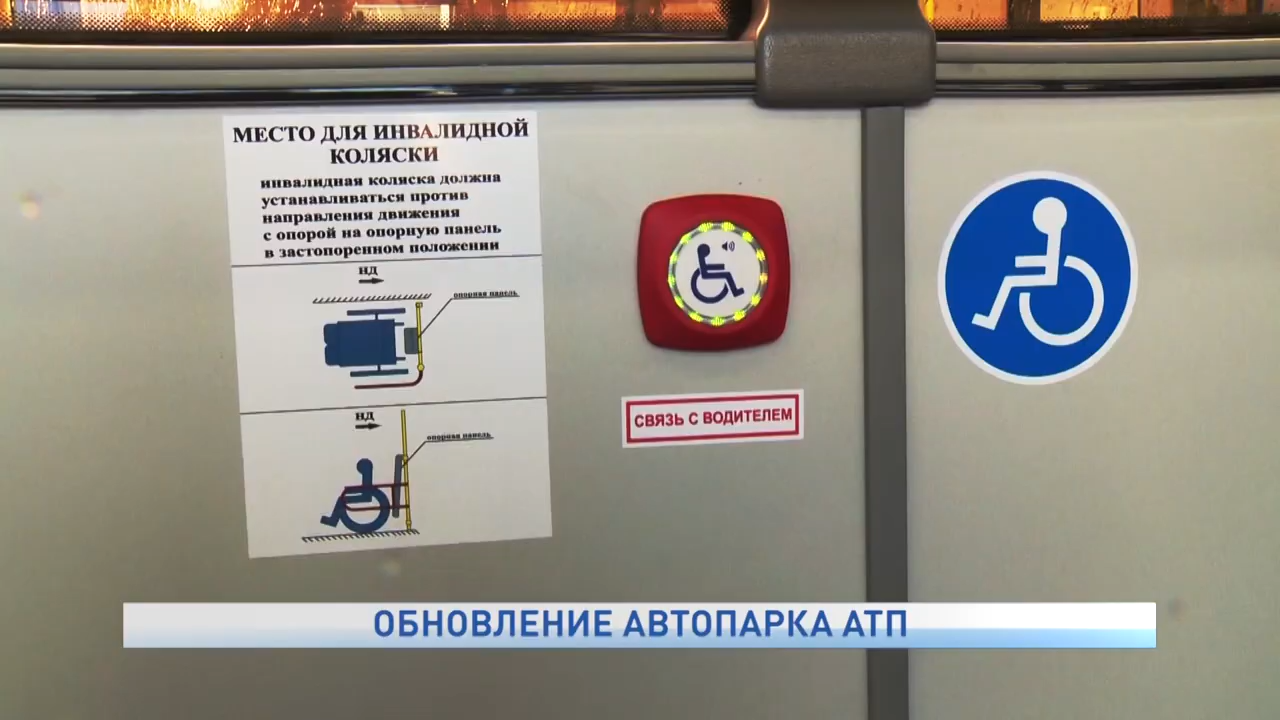 МЕСТО ДЛЯ ИНВАЛИДНОЙ
КОЛЯСКИ
инвалидная коляска должна
устанавливаться против
направления движения
с опорой на опорную панель
в застопоренном положении
НД
опорная панель
НД
опорная панель
СВЯЗЬ С ВОДИТЕЛЕМ
ОБНОВЛЕНИЕ АВТОПАРКА АТП